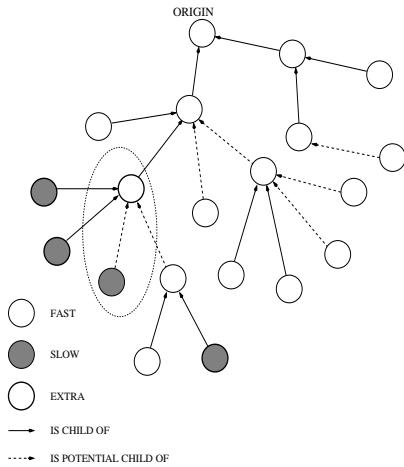 ORIGIN
FAST
SLOW
EXTRA
IS CHILD OF
IS POTENTIAL CHILD OF